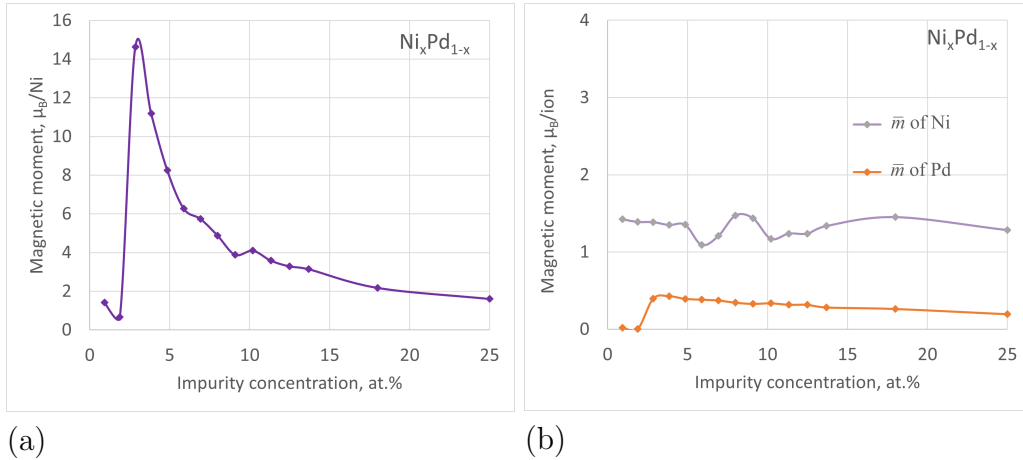 16
14
12
10
8
6
4
2
0
Magnetic moment, μB/Ni
NixPd1-x
0 5 10 15 20 25
Impurity concentration, at.%
(a)
4
3
2
1
0
Magnetic moment, μB/ion
NixPd1-x
m̅ of Ni
m̅ of Pd
0 5 10 15 20 25
Impurity concentration, at.%
(b)